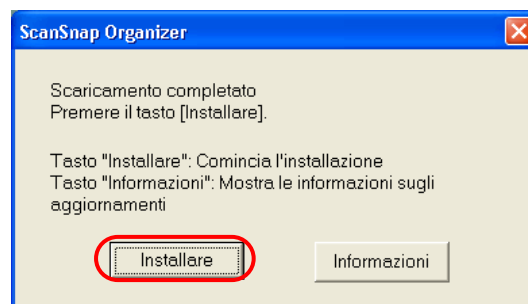 ScanSnap Organizer
Scaricamento completato
Premere il tasto [Installare].
Tasto "Installare": Comincia l'installazione
Tasto "Informazioni": Mostra le informazioni sugli
aggiornamenti
Installare
Informazioni